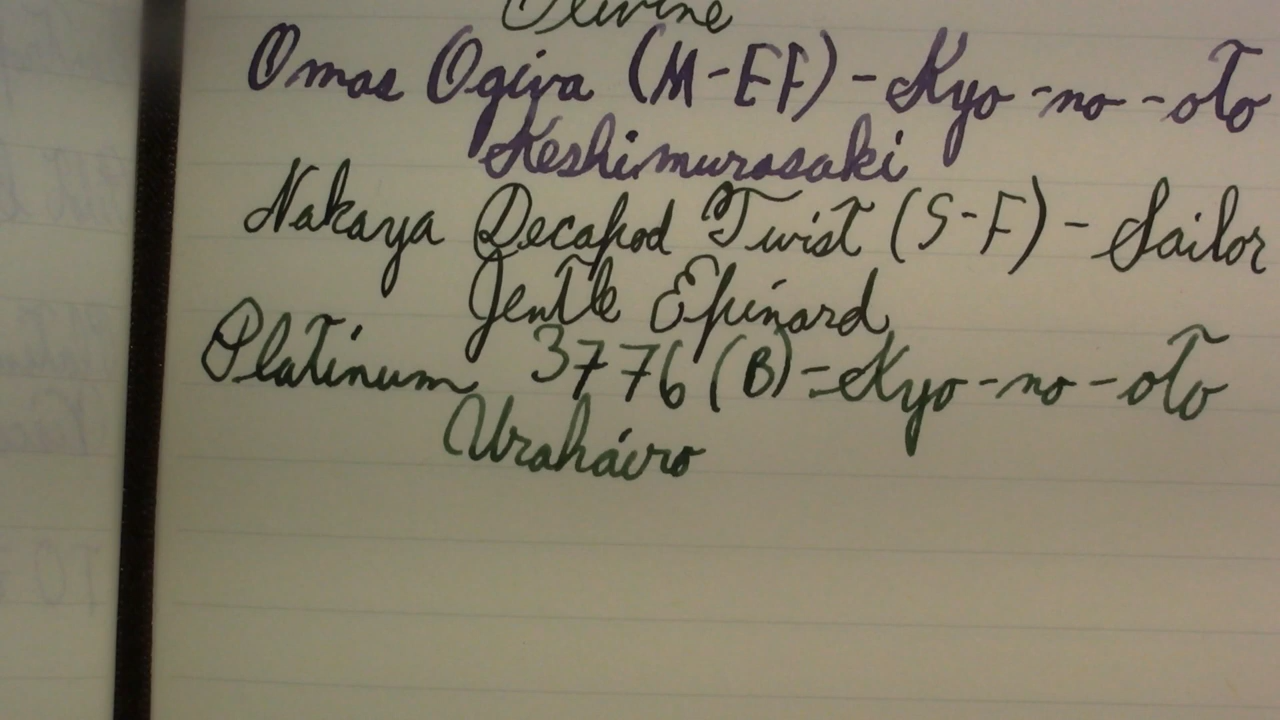 Olivine
Omas Ogiva (M-EF) - Kyo-no-oto
Keshimurasaki
Nakaya Decapod Twist (S-F) - Sailor
Jentle Epinard
Platinum 3776 (B) - Kyo-no-oto
Urahairo